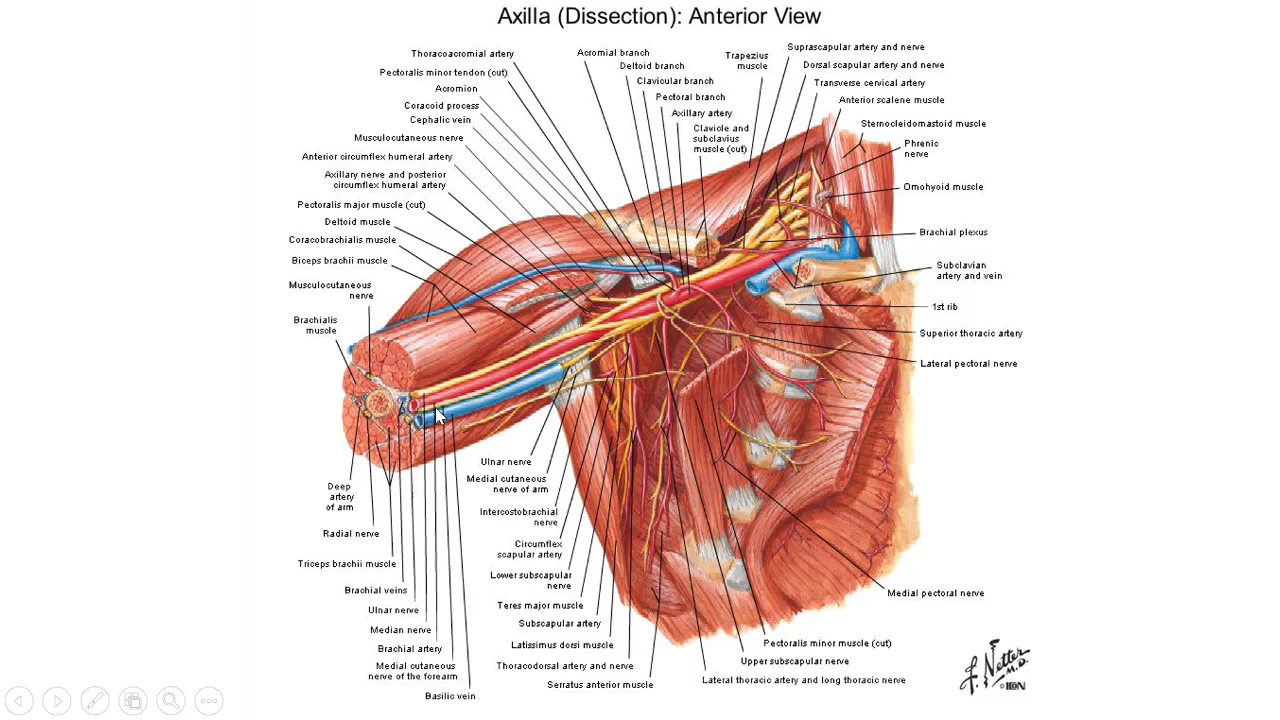 Axilla (Dissection): Anterior View
Thoracoacromial artery
Pectoralis minor tendon (cut)
Acromion
Coracoid process
Cephalic vein
Musculocutaneous nerve
Anterior circumflex humeral artery
Axillary nerve and posterior
circumflex humeral artery
Pectoralis major muscle (cut)
Deltoid muscle
Coracobrachialis muscle
Biceps brachii muscle
Musculocutaneous
nerve
Brachialis
muscle
Acromial branch
Deltoid branch
Clavicular branch
Pectoral branch
Axillary artery
Clavicle and
subclavius
muscle (cut)
Trapezius
muscle
Suprascapular artery and nerve
Dorsal scapular artery and nerve
Transverse cervical artery
Anterior scalene muscle
Sternocleidomastoid muscle
Phrenic
nerve
Omohyoid muscle
Brachial plexus
Subclavian
artery and vein
1st rib
Superior thoracic artery
Lateral pectoral nerve
Deep
artery
of arm
Radial nerve
Triceps brachii muscle
Brachial veins
Ulnar nerve
Median nerve
Brachial artery
Medial cutaneous
nerve of the forearm
Basilic vein
Ulnar nerve
Medial cutaneous
nerve of arm
Intercostobrachial
nerve
Circumflex
scapular artery
Lower subscapular
nerve
Teres major muscle
Subscapular artery
Latissimus dorsi muscle
Thoracodorsal artery and nerve
Serratus anterior muscle
Medial pectoral nerve
Pectoralis minor muscle (cut)
Upper subscapular nerve
Lateral thoracic artery and long thoracic nerve
F. Netter
M.D.
©ICON